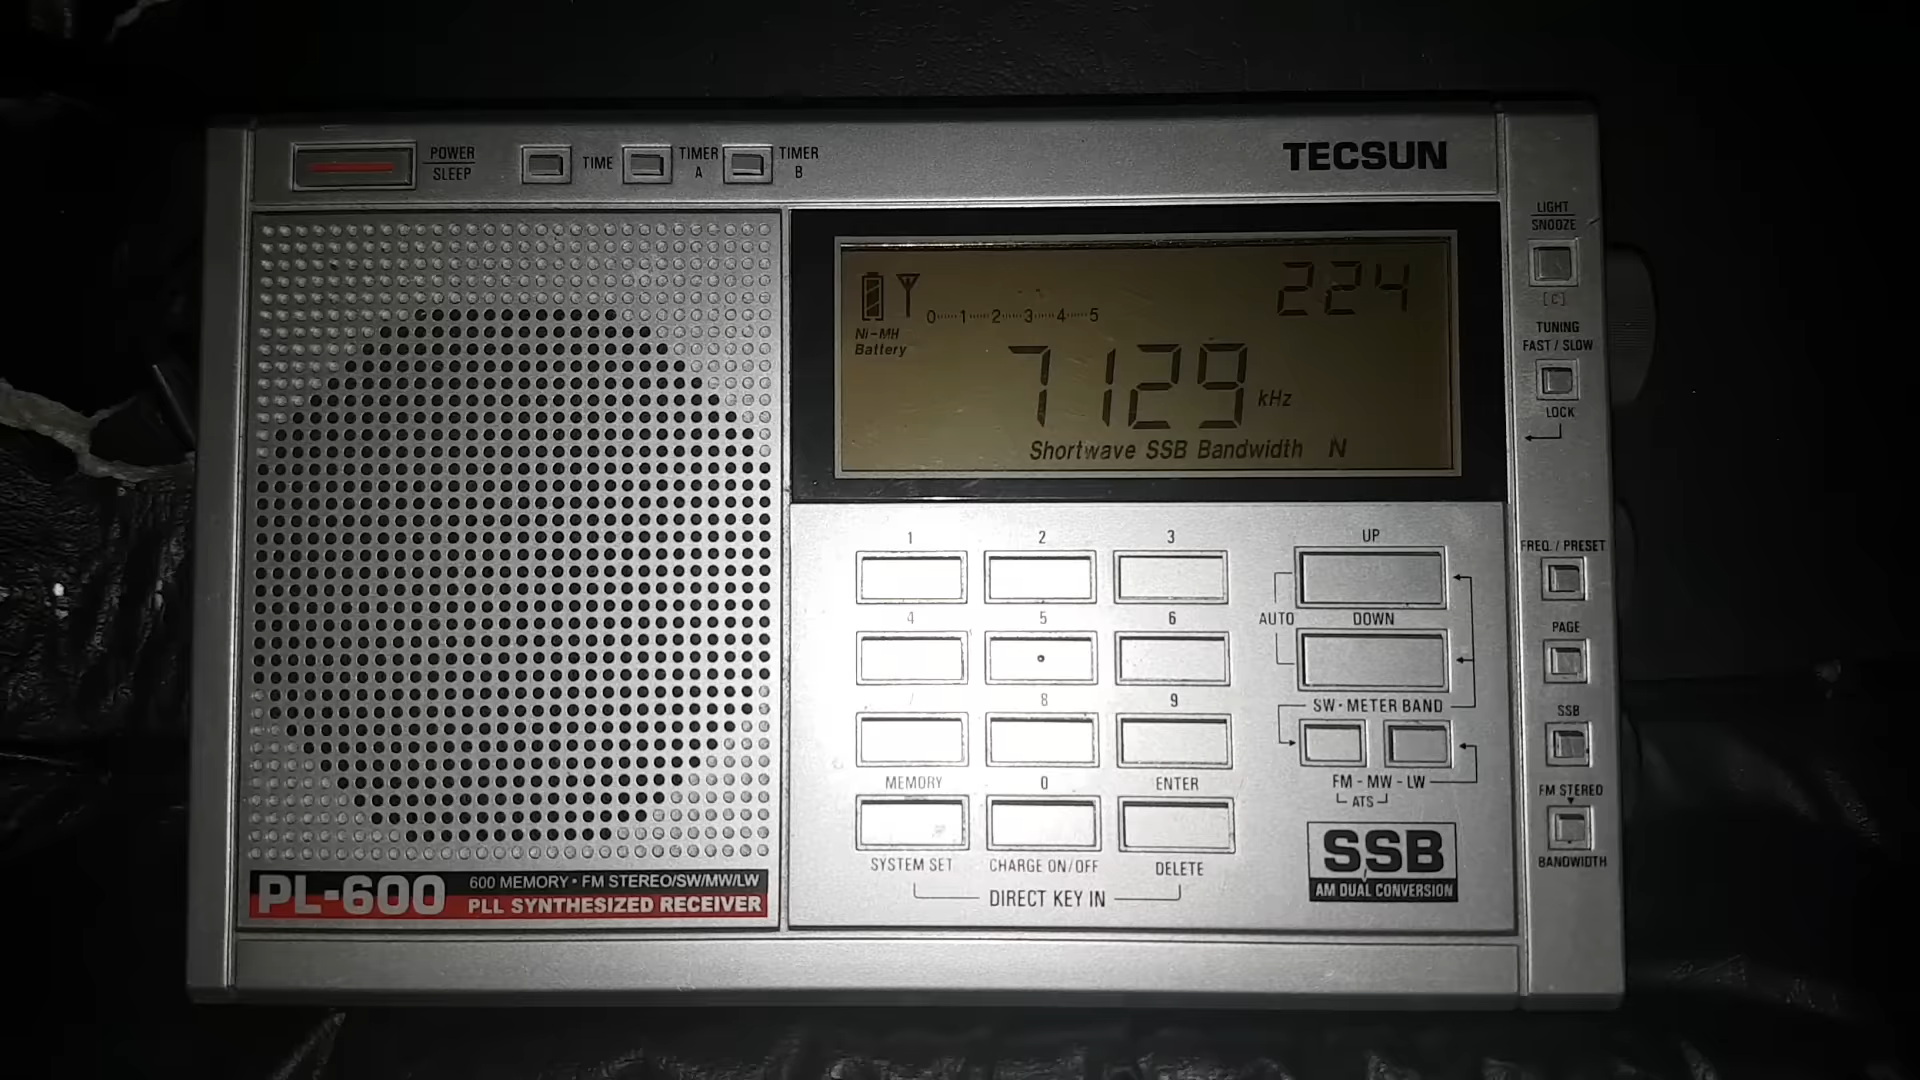 POWER
SLEEP
TIME
TIMER
A
TIMER
B
TECSUN
LIGHT
SNOOZE
[C]
TUNING
FAST / SLOW
LOCK
224
0 1 2 3 4 5
Ni-MH
Battery
7129 kHz
Shortwave SSB Bandwidth N
1 2 3
UP
4 5 6
AUTO
DOWN
8 9
SW · METER BAND
MEMORY 0 ENTER
FM - MW - LW
ATS
SYSTEM SET CHARGE ON/OFF DELETE
DIRECT KEY IN
SSB
AM DUAL CONVERSION
FREQ. / PRESET
PAGE
SSB
FM STEREO
BANDWIDTH
PL-600
600 MEMORY • FM STEREO/SW/MW/LW
PLL SYNTHESIZED RECEIVER